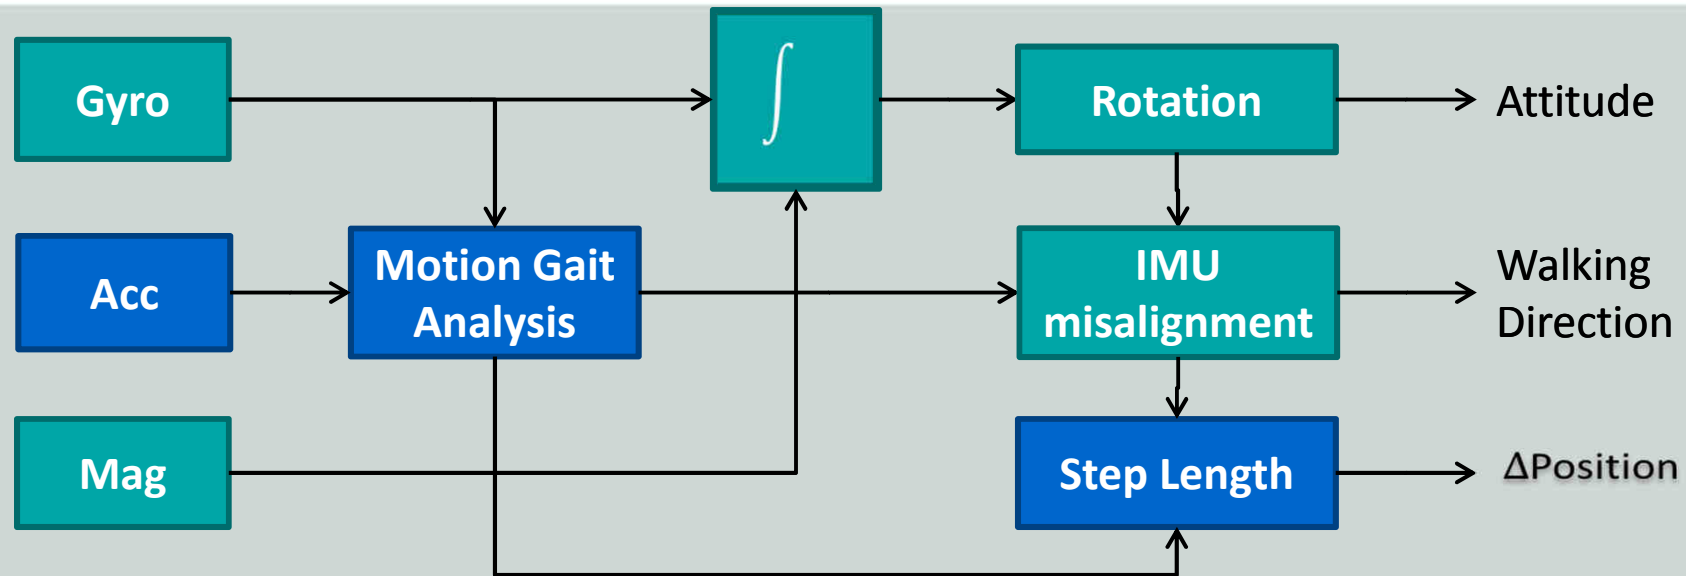 Gyro
∫
Rotation
Attitude
Acc
Motion Gait
Analysis
IMU
misalignment
Walking
Direction
Mag
Step Length
ΔPosition